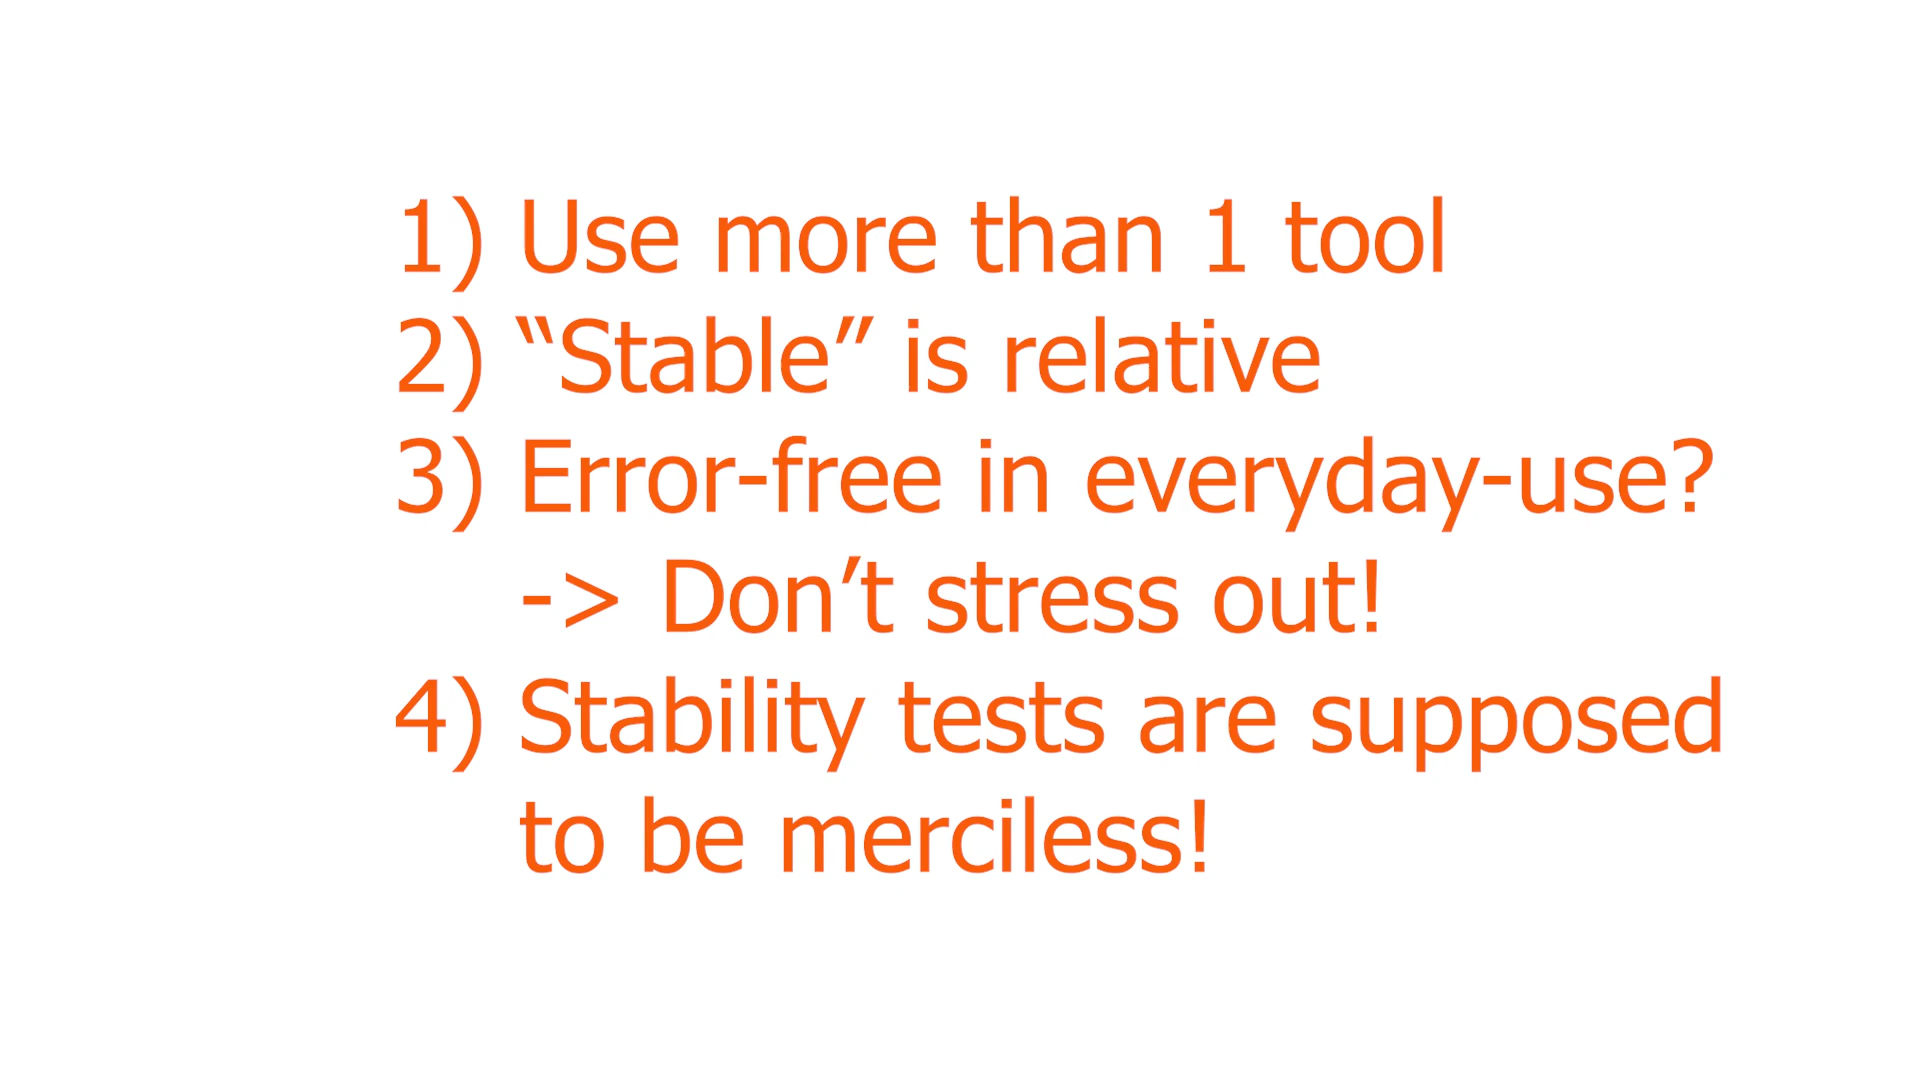 1) Use more than 1 tool
2) “Stable” is relative
3) Error-free in everyday-use?
-> Don’t stress out!
4) Stability tests are supposed
to be merciless!